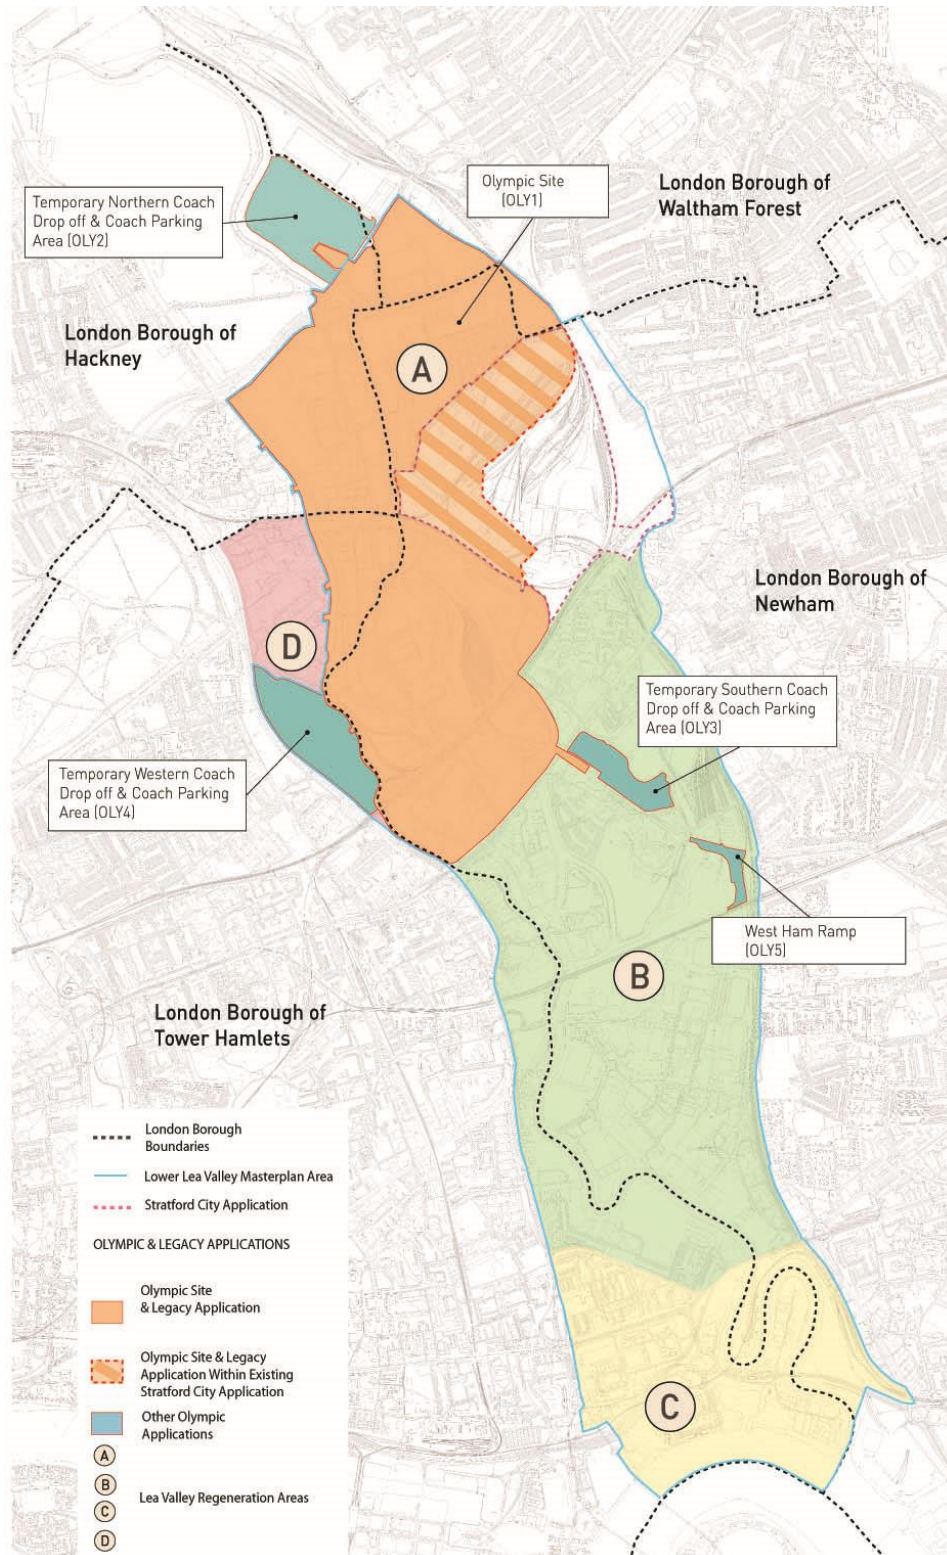 Temporary Northern Coach
Drop off & Coach Parking
Area (OLY2)
Olympic Site
(OLY1)
London Borough of
Waltham Forest
London Borough of
Hackney
A
London Borough of
Newham
D
Temporary Southern Coach
Drop off & Coach Parking
Area (OLY3)
Temporary Western Coach
Drop off & Coach Parking
Area (OLY4)
West Ham Ramp
(OLY5)
B
London Borough of
Tower Hamlets
C
London Borough
Boundaries
Lower Lea Valley Masterplan Area
Stratford City Application
OLYMPIC & LEGACY APPLICATIONS
Olympic Site
& Legacy Application
Olympic Site & Legacy
Application Within Existing
Stratford City Application
Other Olympic
Applications
A
B
Lea Valley Regeneration Areas
C
D